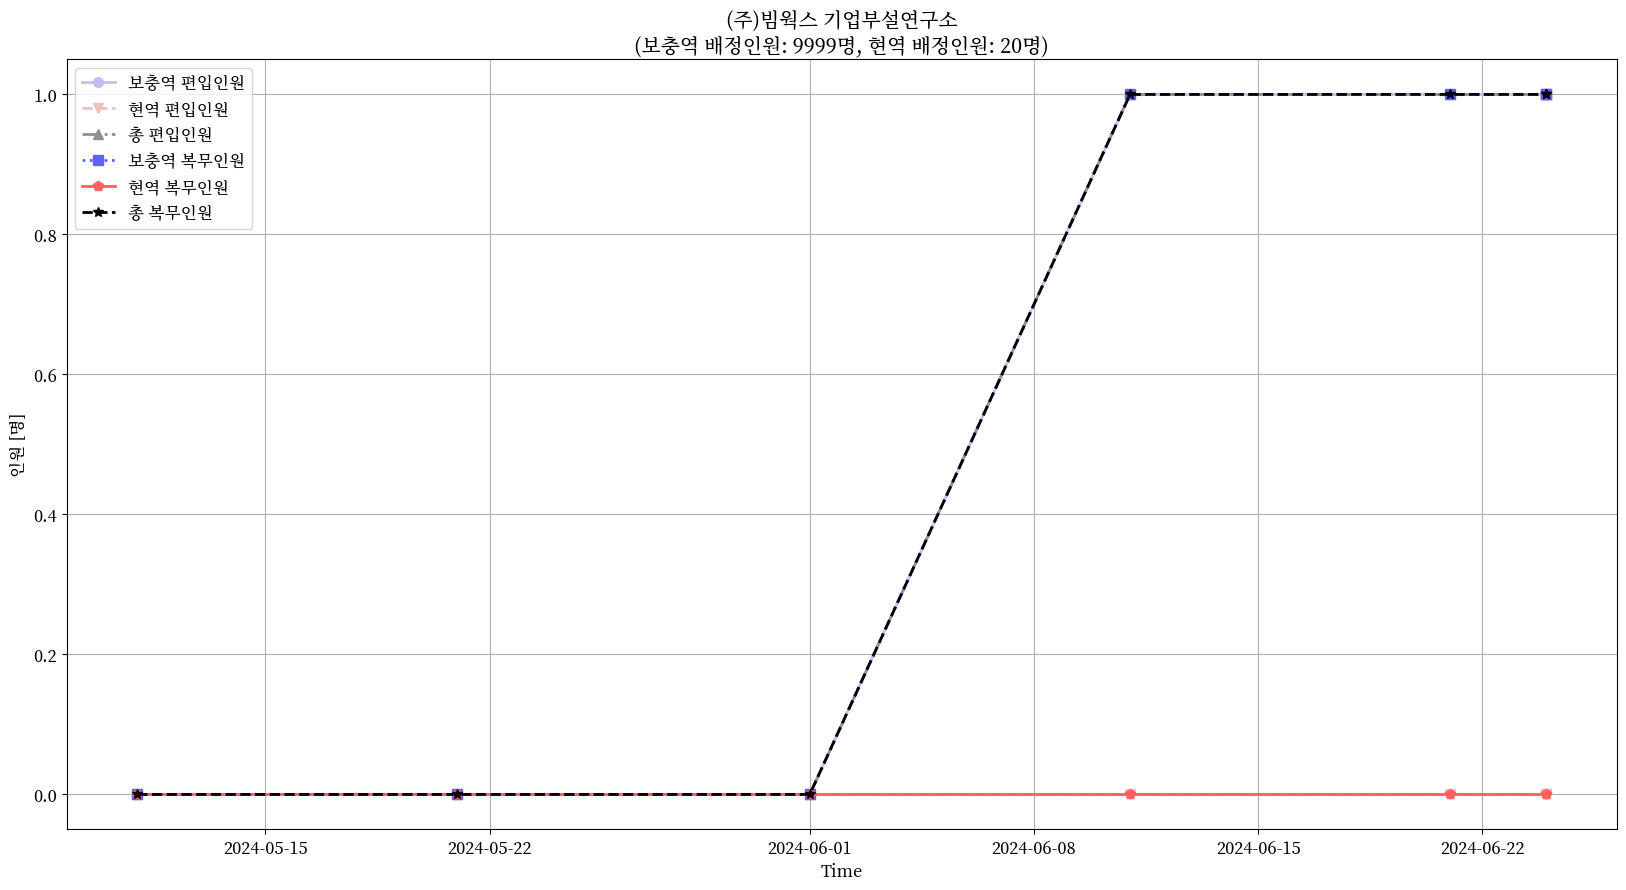 (주)빔웍스 기업부설연구소
(보충역 배정인원: 9999명, 현역 배정인원: 20명)
보충역 편입인원
현역 편입인원
총 편입인원
보충역 복무인원
현역 복무인원
총 복무인원
인원 [명]
1.0
0.8
0.6
0.4
0.2
0.0
2024-05-15
2024-05-22
2024-06-01
2024-06-08
2024-06-15
2024-06-22
Time